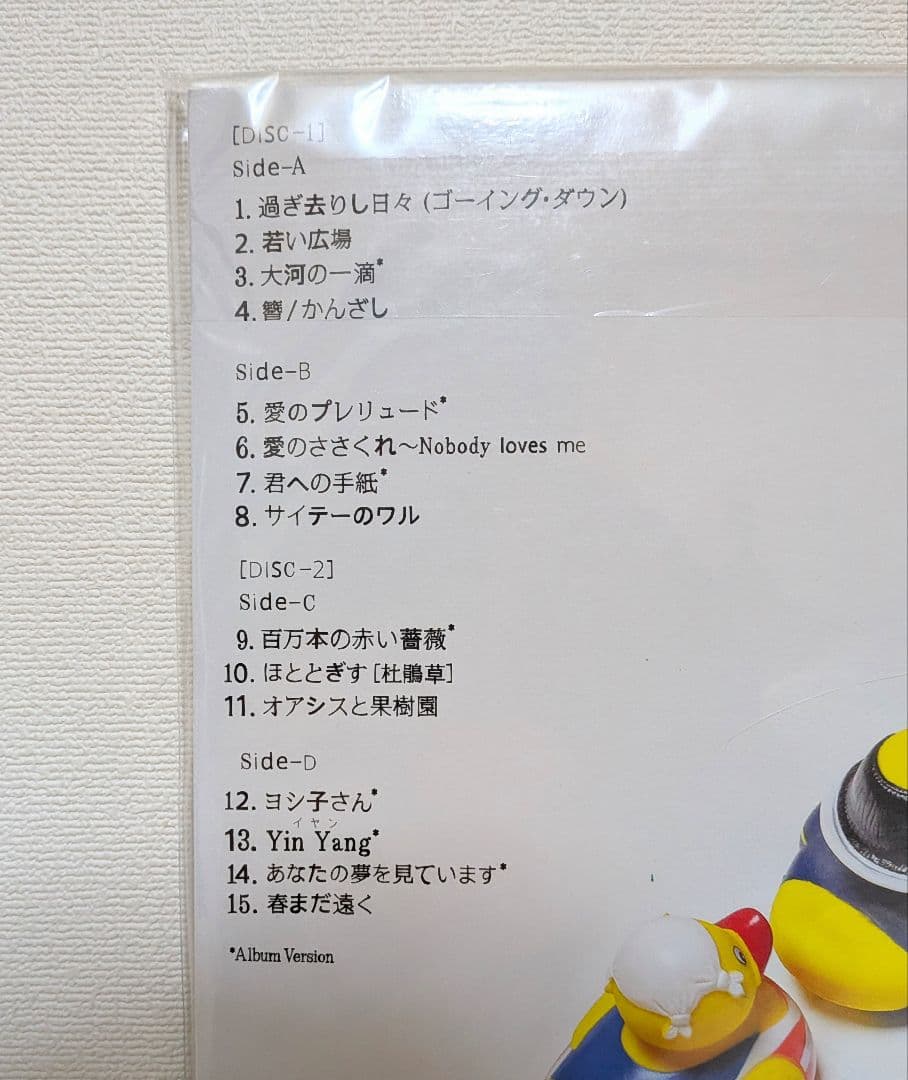 [DISC-1]
Side-A
1. 過ぎ去りし日々 (ゴーイング・ダウン)
2. 若い広場
3. 大河の一滴*
4. 簪/かんざし
Side-B
5. 愛のプレリュード*
6. 愛のささくれ〜Nobody loves me
7. 君への手紙*
8. サイテーのワル
[DISC-2]
Side-C
9. 百万本の赤い薔薇*
10. ほととぎす [杜鵑草]
11. オアシスと果樹園
Side-D
12. ヨシ子さん*
イヤン
13. Yin Yang*
14. あなたの夢を見ています*
15. 春まだ遠く
*Album Version